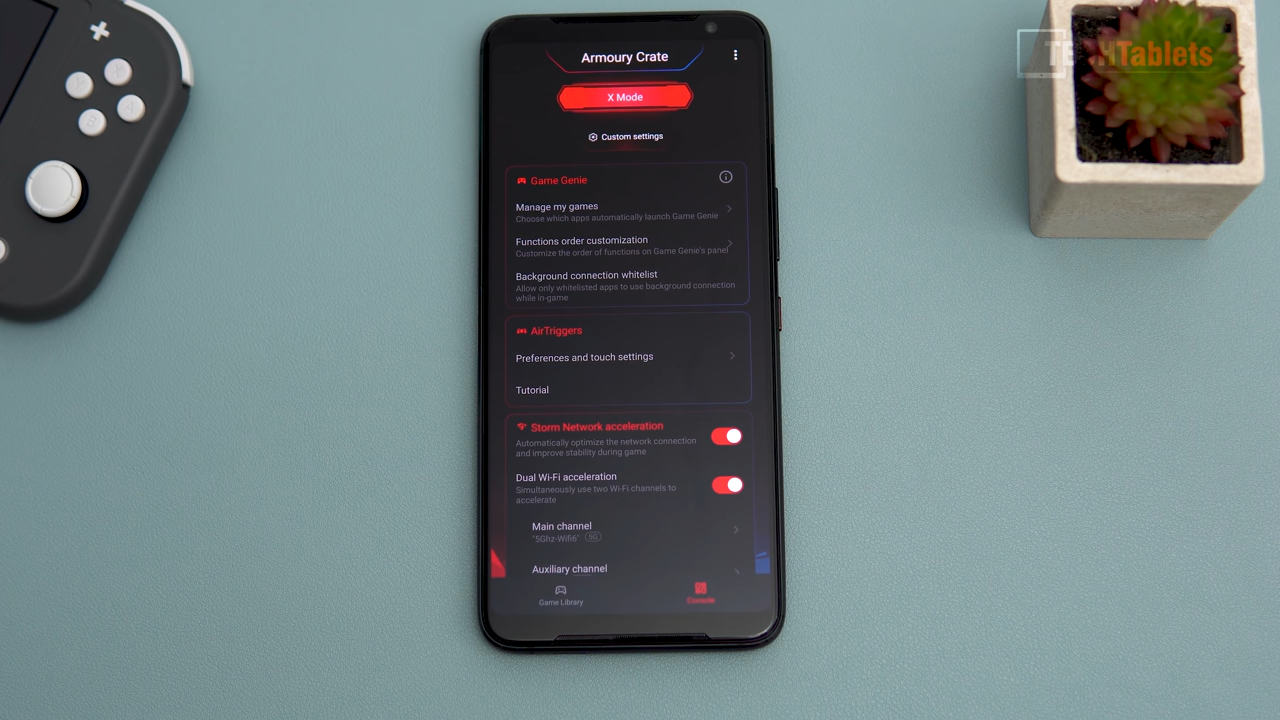 TECHTablets
Armoury Crate
X Mode
Custom settings
Game Genie
Manage my games
Choose which apps automatically launch Game Genie
Functions order customization
Customize the order of functions on Game Genie's panel
Background connection whitelist
Allow only whitelisted apps to use background connection
while in-game
AirTriggers
Preferences and touch settings
Tutorial
Storm Network acceleration
Automatically optimize the network connection
and improve stability during game
Dual Wi-Fi acceleration
Simultaneously use two Wi-Fi channels to
accelerate
Main channel
"5Ghz-Wifi6" 5G
Auxiliary channel
Game Library
Console
X
Y
A
B